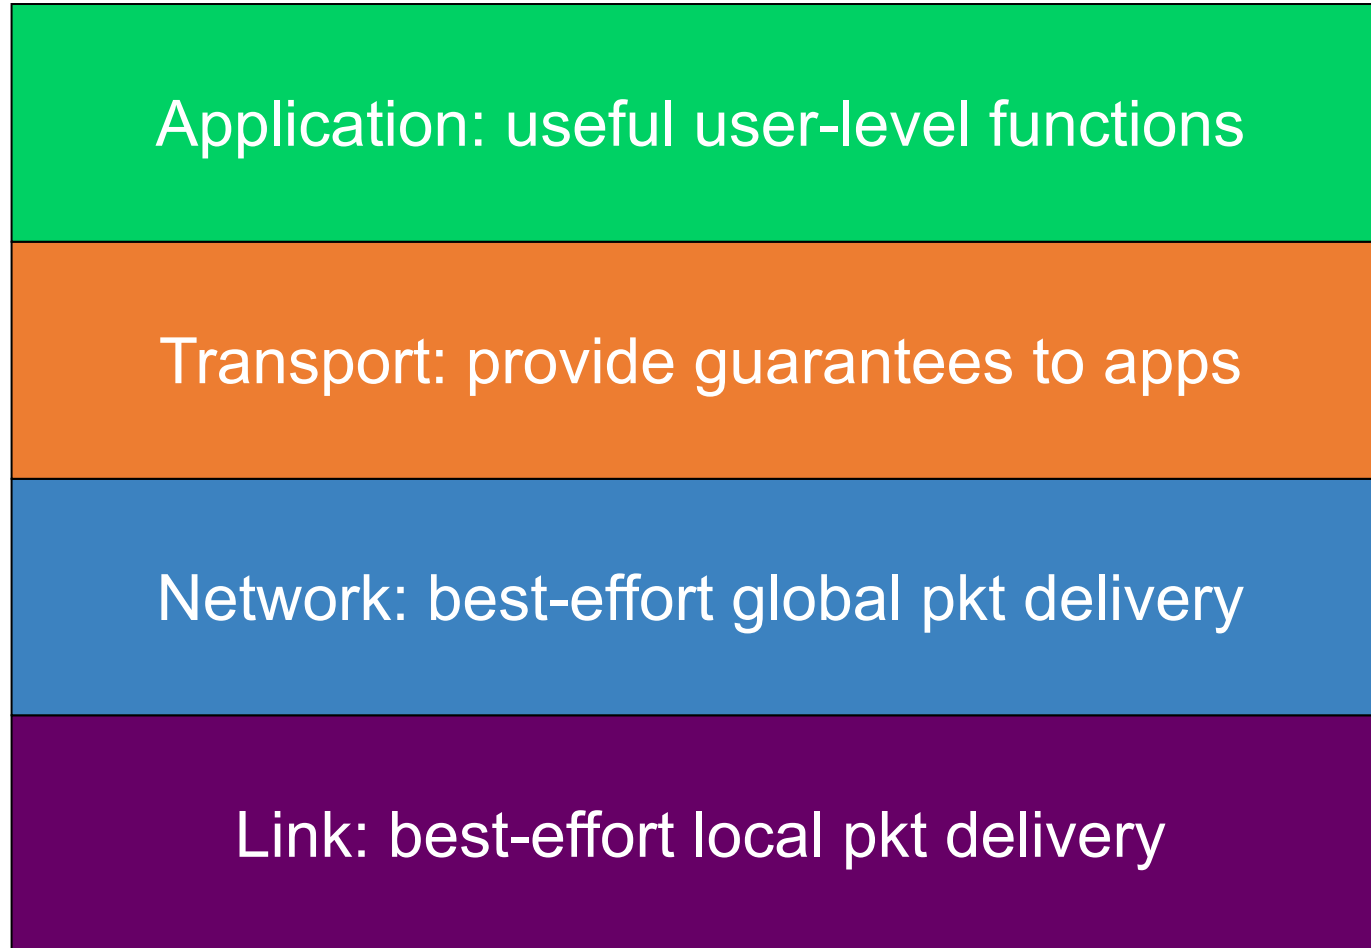 Application: useful user-level functions
Transport: provide guarantees to apps
Network: best-effort global pkt delivery
Link: best-effort local pkt delivery